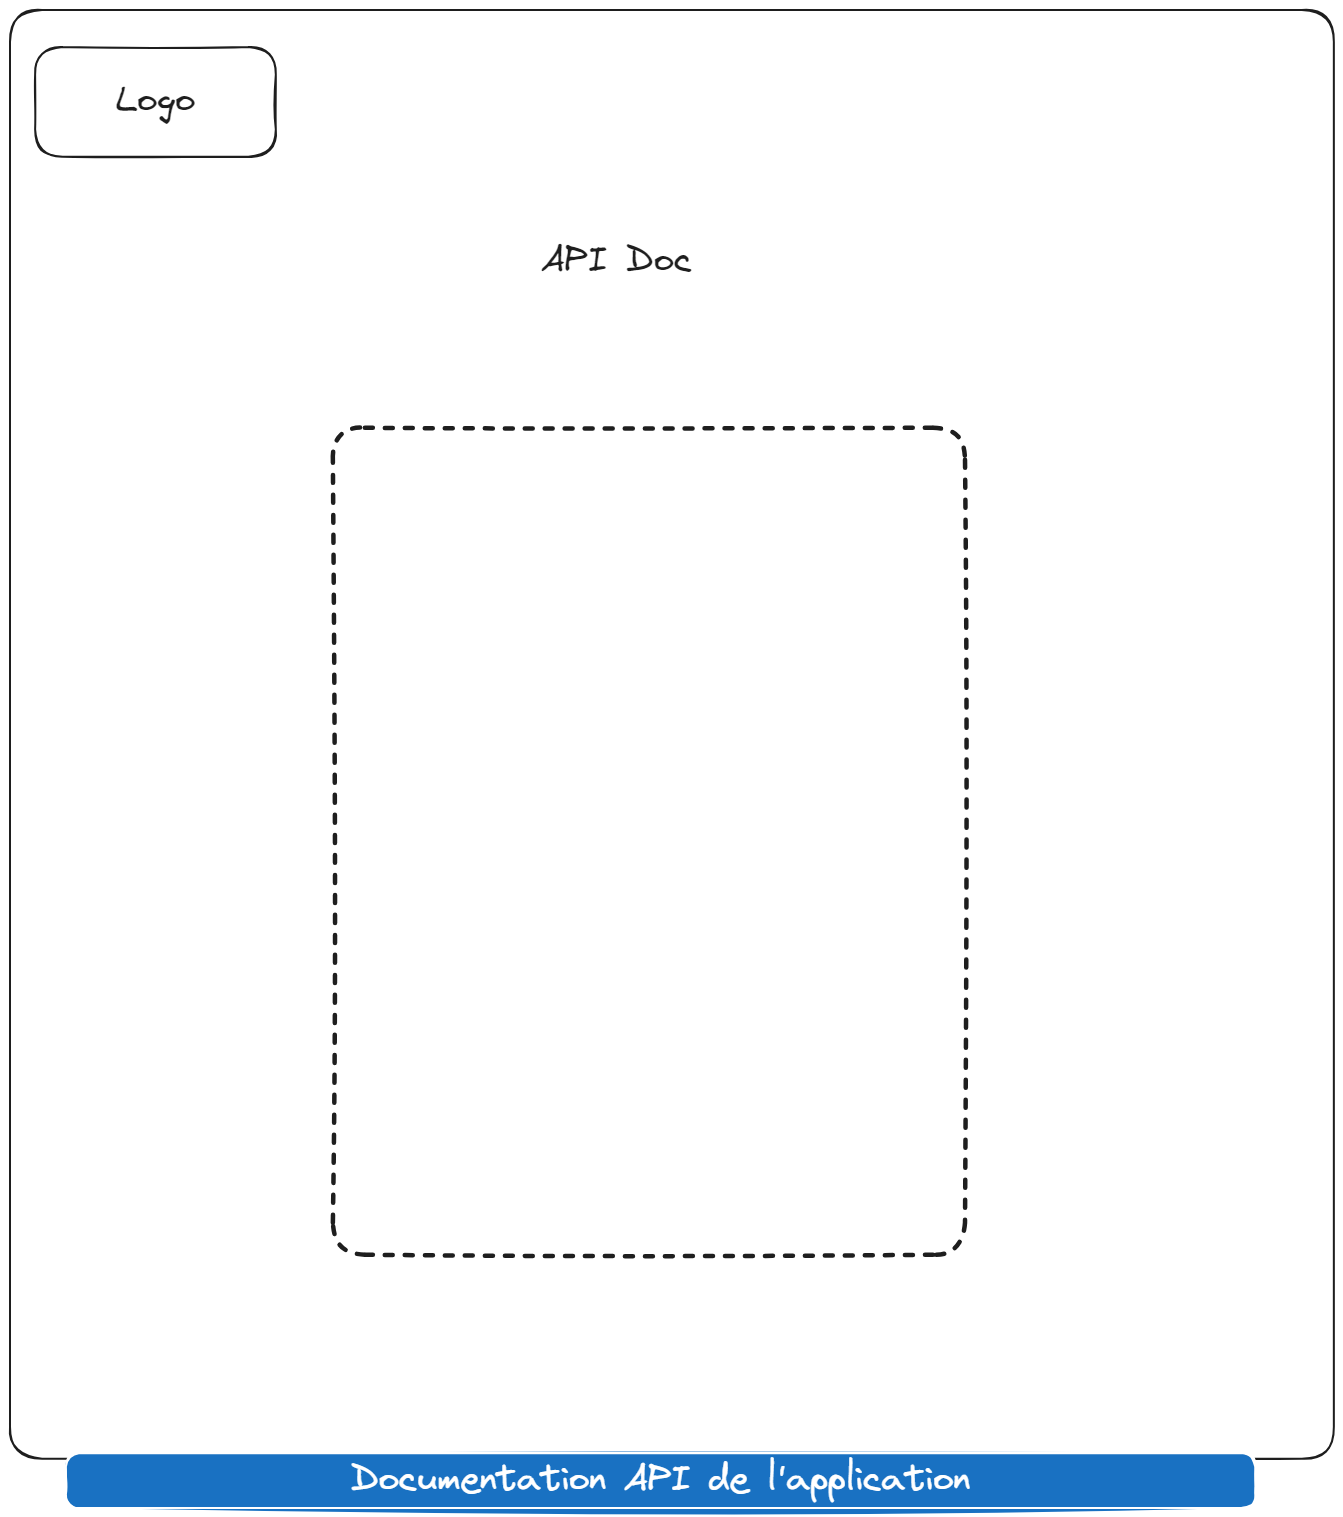 Logo
API Doc
Documentation API de l'application